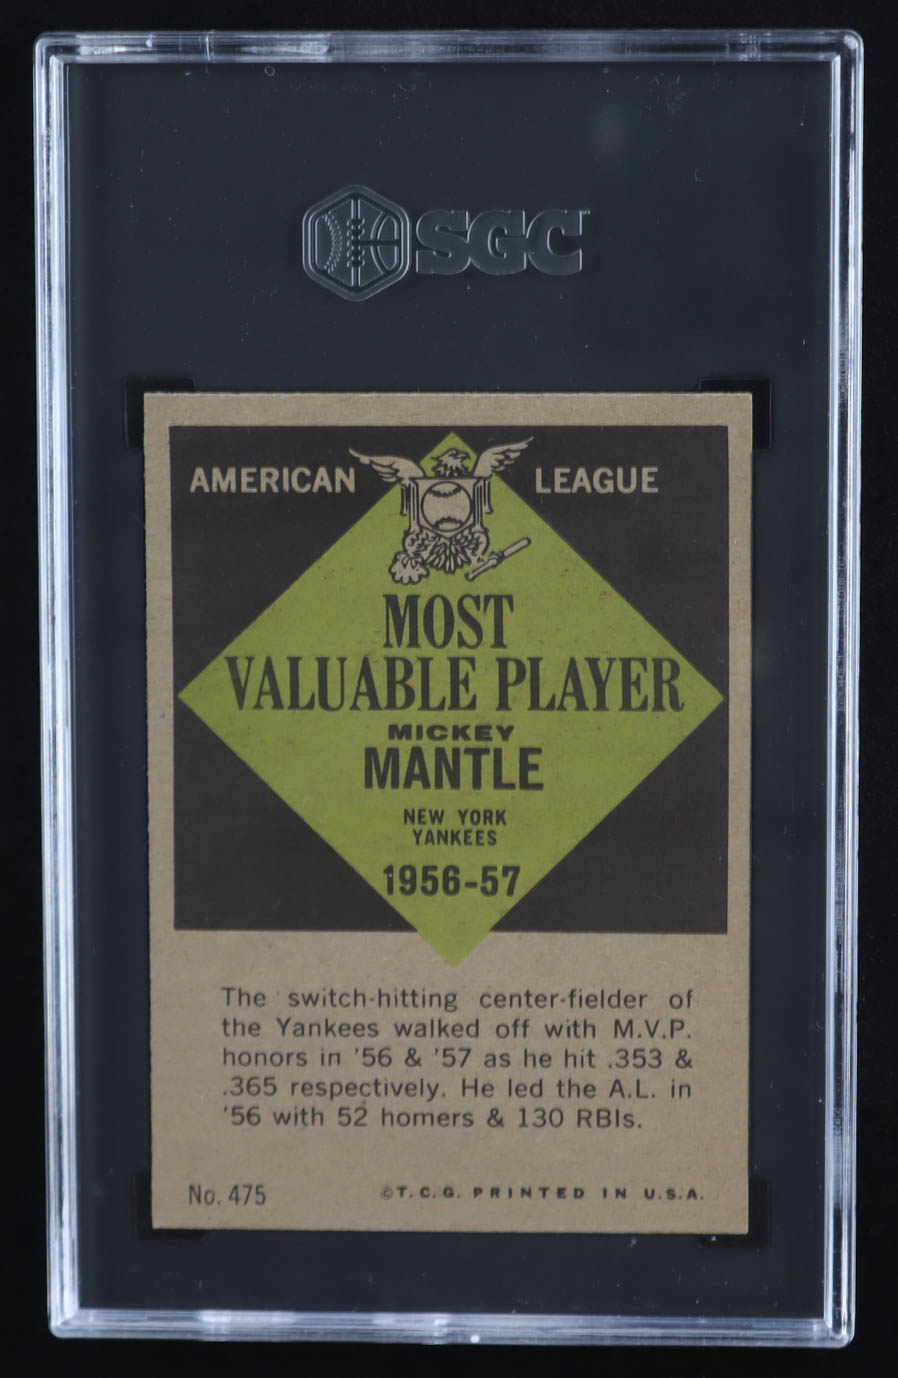 SGC
AMERICAN LEAGUE
MOST
VALUABLE PLAYER
MICKEY
MANTLE
NEW YORK
YANKEES
1956-57
The switch-hitting center-fielder of
the Yankees walked off with M.V.P.
honors in '56 & '57 as he hit .353 &
.365 respectively. He led the A.L. in
'56 with 52 homers & 130 RBIs.
No. 475 ©T.C.G. PRINTED IN U.S.A.